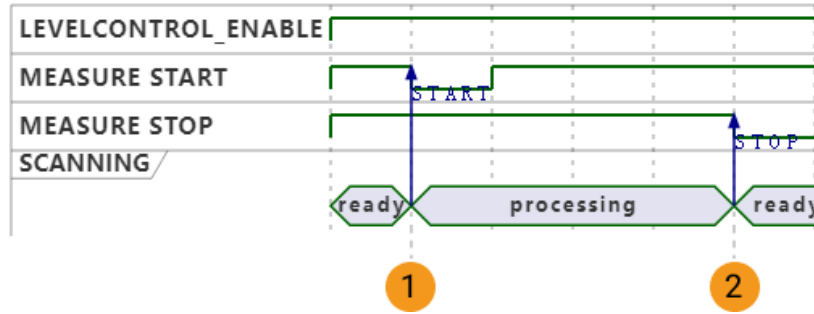 LEVELCONTROL_ENABLE
MEASURE START
START
MEASURE STOP
STOP
SCANNING
ready processing ready
1 2